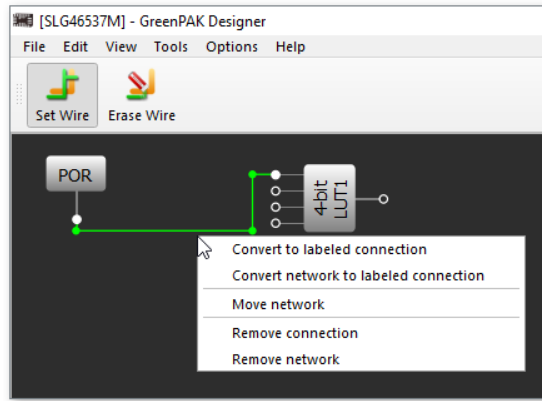 [SLG46537M] - GreenPAK Designer
File Edit View Tools Options Help
Set Wire Erase Wire
POR
4-bit
LUT1
Convert to labeled connection
Convert network to labeled connection
Move network
Remove connection
Remove network